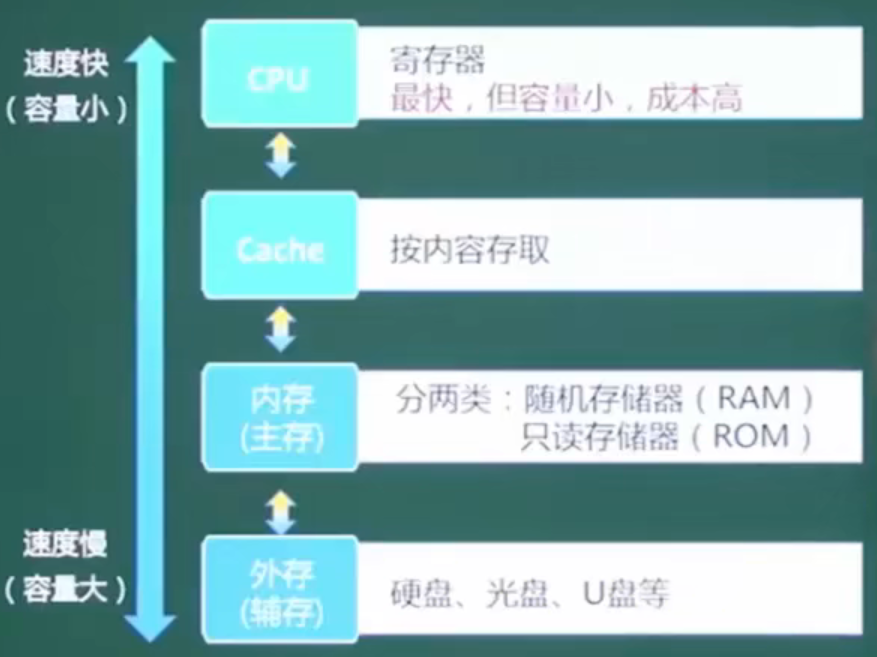 速度快
（容量小）
CPU
寄存器
最快，但容量小，成本高
Cache
按内容存取
内存
(主存)
分两类：随机存储器（RAM）
只读存储器（ROM）
速度慢
（容量大）
外存
(辅存)
硬盘、光盘、U盘等